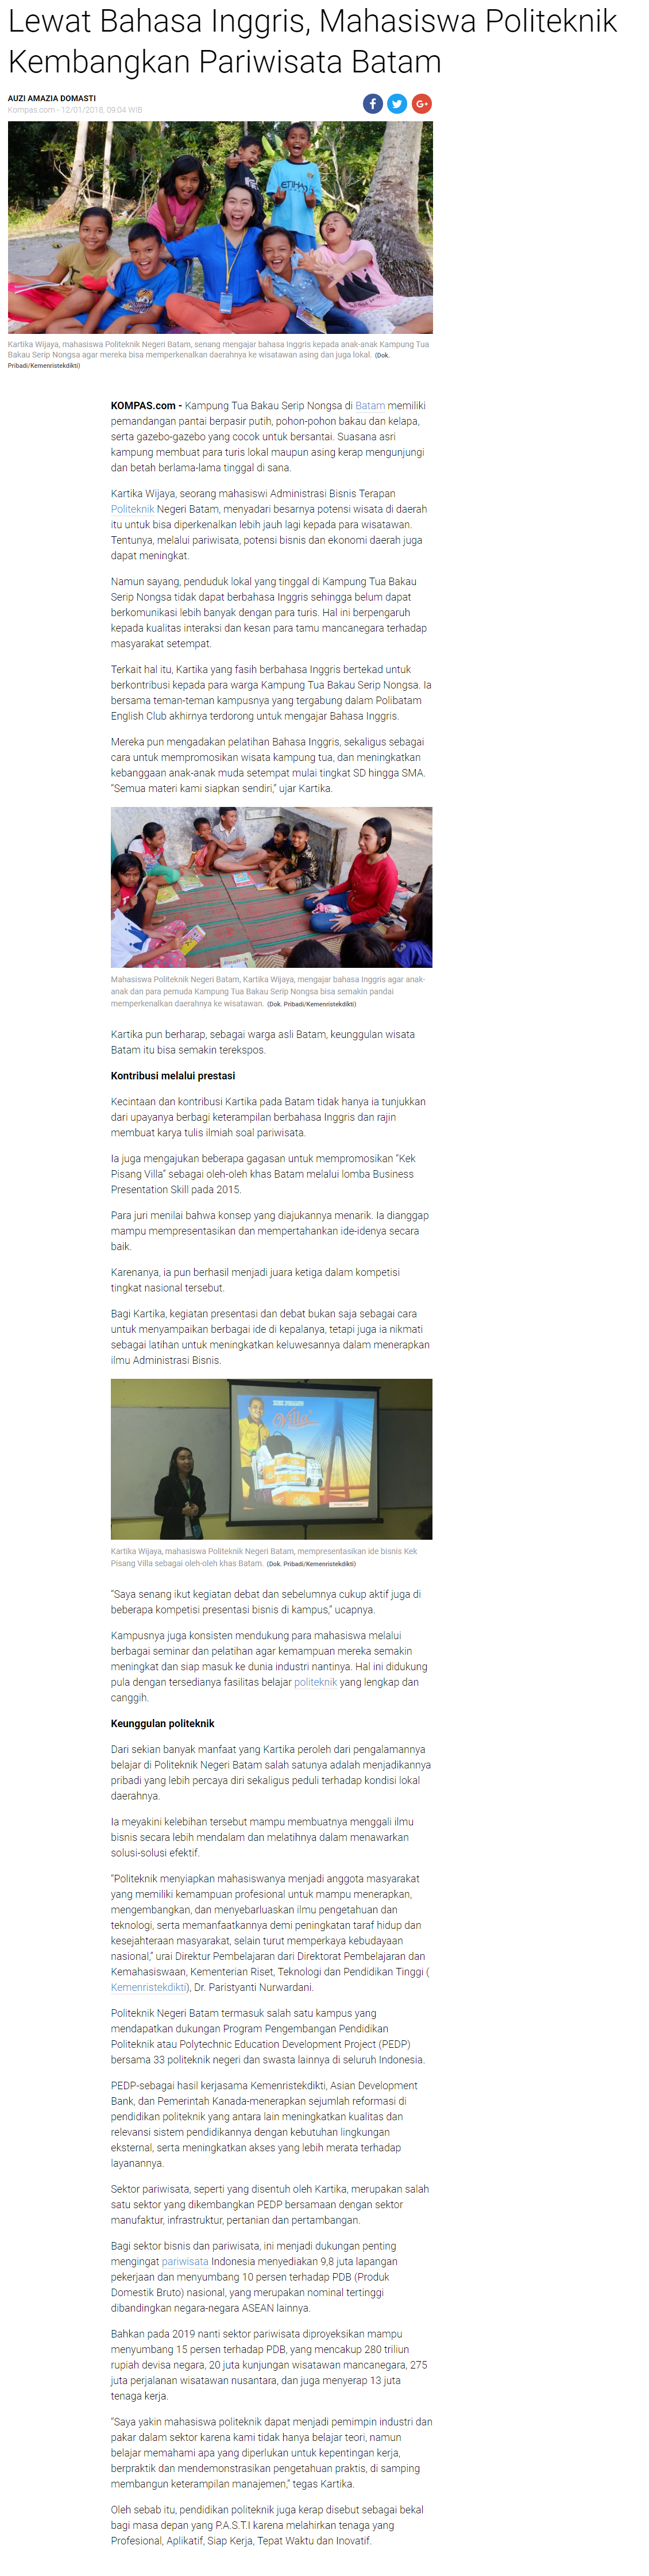 Lewat Bahasa Inggris, Mahasiswa Politeknik
Kembangkan Pariwisata Batam
AUZI AMAZIA DOMASTI
Kompas.com - 12/01/2018, 09:04 WIB
ETIHAD
Kartika Wijaya, mahasiswa Politeknik Negeri Batam, senang mengajar bahasa Inggris kepada anak-anak Kampung Tua
Bakau Serip Nongsa agar mereka bisa memperkenalkan daerahnya ke wisatawan asing dan juga lokal. (Dok.
Pribadi/Kemenristekdikti)
KOMPAS.com - Kampung Tua Bakau Serip Nongsa di Batam memiliki
pemandangan pantai berpasir putih, pohon-pohon bakau dan kelapa,
serta gazebo-gazebo yang cocok untuk bersantai. Suasana asri
kampung membuat para turis lokal maupun asing kerap mengunjungi
dan betah berlama-lama tinggal di sana.
Kartika Wijaya, seorang mahasiswi Administrasi Bisnis Terapan
Politeknik Negeri Batam, menyadari besarnya potensi wisata di daerah
itu untuk bisa diperkenalkan lebih jauh lagi kepada para wisatawan.
Tentunya, melalui pariwisata, potensi bisnis dan ekonomi daerah juga
dapat meningkat.
Namun sayang, penduduk lokal yang tinggal di Kampung Tua Bakau
Serip Nongsa tidak dapat berbahasa Inggris sehingga belum dapat
berkomunikasi lebih banyak dengan para turis. Hal ini berpengaruh
kepada kualitas interaksi dan kesan para tamu mancanegara terhadap
masyarakat setempat.
Terkait hal itu, Kartika yang fasih berbahasa Inggris bertekad untuk
berkontribusi kepada para warga Kampung Tua Bakau Serip Nongsa. Ia
bersama teman-teman kampusnya yang tergabung dalam Polibatam
English Club akhirnya terdorong untuk mengajar Bahasa Inggris.
Mereka pun mengadakan pelatihan Bahasa Inggris, sekaligus sebagai
cara untuk mempromosikan wisata kampung tua, dan meningkatkan
kebanggaan anak-anak muda setempat mulai tingkat SD hingga SMA.
“Semua materi kami siapkan sendiri,” ujar Kartika.
Mahasiswa Politeknik Negeri Batam, Kartika Wijaya, mengajar bahasa Inggris agar anak-
anak dan para pemuda Kampung Tua Bakau Serip Nongsa bisa semakin pandai
memperkenalkan daerahnya ke wisatawan. (Dok. Pribadi/Kemenristekdikti)
Kartika pun berharap, sebagai warga asli Batam, keunggulan wisata
Batam itu bisa semakin terekspos.
Kontribusi melalui prestasi
Kecintaan dan kontribusi Kartika pada Batam tidak hanya ia tunjukkan
dari upayanya berbagi keterampilan berbahasa Inggris dan rajin
membuat karya tulis ilmiah soal pariwisata.
Ia juga mengajukan beberapa gagasan untuk mempromosikan “Kek
Pisang Villa” sebagai oleh-oleh khas Batam melalui lomba Business
Presentation Skill pada 2015.
Para juri menilai bahwa konsep yang diajukannya menarik. Ia dianggap
mampu mempresentasikan dan mempertahankan ide-idenya secara
baik.
Karenanya, ia pun berhasil menjadi juara ketiga dalam kompetisi
tingkat nasional tersebut.
Bagi Kartika, kegiatan presentasi dan debat bukan saja sebagai cara
untuk menyampaikan berbagai ide di kepalanya, tetapi juga ia nikmati
sebagai latihan untuk meningkatkan keluwesannya dalam menerapkan
ilmu Administrasi Bisnis.
KEK PISANG
Villa
Kartika Wijaya, mahasiswa Politeknik Negeri Batam, mempresentasikan ide bisnis Kek
Pisang Villa sebagai oleh-oleh khas Batam. (Dok. Pribadi/Kemenristekdikti)
“Saya senang ikut kegiatan debat dan sebelumnya cukup aktif juga di
beberapa kompetisi presentasi bisnis di kampus,” ucapnya.
Kampusnya juga konsisten mendukung para mahasiswa melalui
berbagai seminar dan pelatihan agar kemampuan mereka semakin
meningkat dan siap masuk ke dunia industri nantinya. Hal ini didukung
pula dengan tersedianya fasilitas belajar politeknik yang lengkap dan
canggih.
Keunggulan politeknik
Dari sekian banyak manfaat yang Kartika peroleh dari pengalamannya
belajar di Politeknik Negeri Batam salah satunya adalah menjadikannya
pribadi yang lebih percaya diri sekaligus peduli terhadap kondisi lokal
daerahnya.
Ia meyakini kelebihan tersebut mampu membuatnya menggali ilmu
bisnis secara lebih mendalam dan melatihnya dalam menawarkan
solusi-solusi efektif.
“Politeknik menyiapkan mahasiswanya menjadi anggota masyarakat
yang memiliki kemampuan profesional untuk mampu menerapkan,
mengembangkan, dan menyebarluaskan ilmu pengetahuan dan
teknologi, serta memanfaatkannya demi peningkatan taraf hidup dan
kesejahteraan masyarakat, selain turut memperkaya kebudayaan
nasional,” urai Direktur Pembelajaran dari Direktorat Pembelajaran dan
Kemahasiswaan, Kementerian Riset, Teknologi dan Pendidikan Tinggi (
Kemenristekdikti), Dr. Paristyanti Nurwardani.
Politeknik Negeri Batam termasuk salah satu kampus yang
mendapatkan dukungan Program Pengembangan Pendidikan
Politeknik atau Polytechnic Education Development Project (PEDP)
bersama 33 politeknik negeri dan swasta lainnya di seluruh Indonesia.
PEDP-sebagai hasil kerjasama Kemenristekdikti, Asian Development
Bank, dan Pemerintah Kanada-menerapkan sejumlah reformasi di
pendidikan politeknik yang antara lain meningkatkan kualitas dan
relevansi sistem pendidikannya dengan kebutuhan lingkungan
eksternal, serta meningkatkan akses yang lebih merata terhadap
layanannya.
Sektor pariwisata, seperti yang disentuh oleh Kartika, merupakan salah
satu sektor yang dikembangkan PEDP bersamaan dengan sektor
manufaktur, infrastruktur, pertanian dan pertambangan.
Bagi sektor bisnis dan pariwisata, ini menjadi dukungan penting
mengingat pariwisata Indonesia menyediakan 9,8 juta lapangan
pekerjaan dan menyumbang 10 persen terhadap PDB (Produk
Domestik Bruto) nasional, yang merupakan nominal tertinggi
dibandingkan negara-negara ASEAN lainnya.
Bahkan pada 2019 nanti sektor pariwisata diproyeksikan mampu
menyumbang 15 persen terhadap PDB, yang mencakup 280 triliun
rupiah devisa negara, 20 juta kunjungan wisatawan mancanegara, 275
juta perjalanan wisatawan nusantara, dan juga menyerap 13 juta
tenaga kerja.
“Saya yakin mahasiswa politeknik dapat menjadi pemimpin industri dan
pakar dalam sektor karena kami tidak hanya belajar teori, namun
belajar memahami apa yang diperlukan untuk kepentingan kerja,
berpraktik dan mendemonstrasikan pengetahuan praktis, di samping
membangun keterampilan manajemen,” tegas Kartika.
Oleh sebab itu, pendidikan politeknik juga kerap disebut sebagai bekal
bagi masa depan yang P.A.S.T.I karena melahirkan tenaga yang
Profesional, Aplikatif, Siap Kerja, Tepat Waktu dan Inovatif.